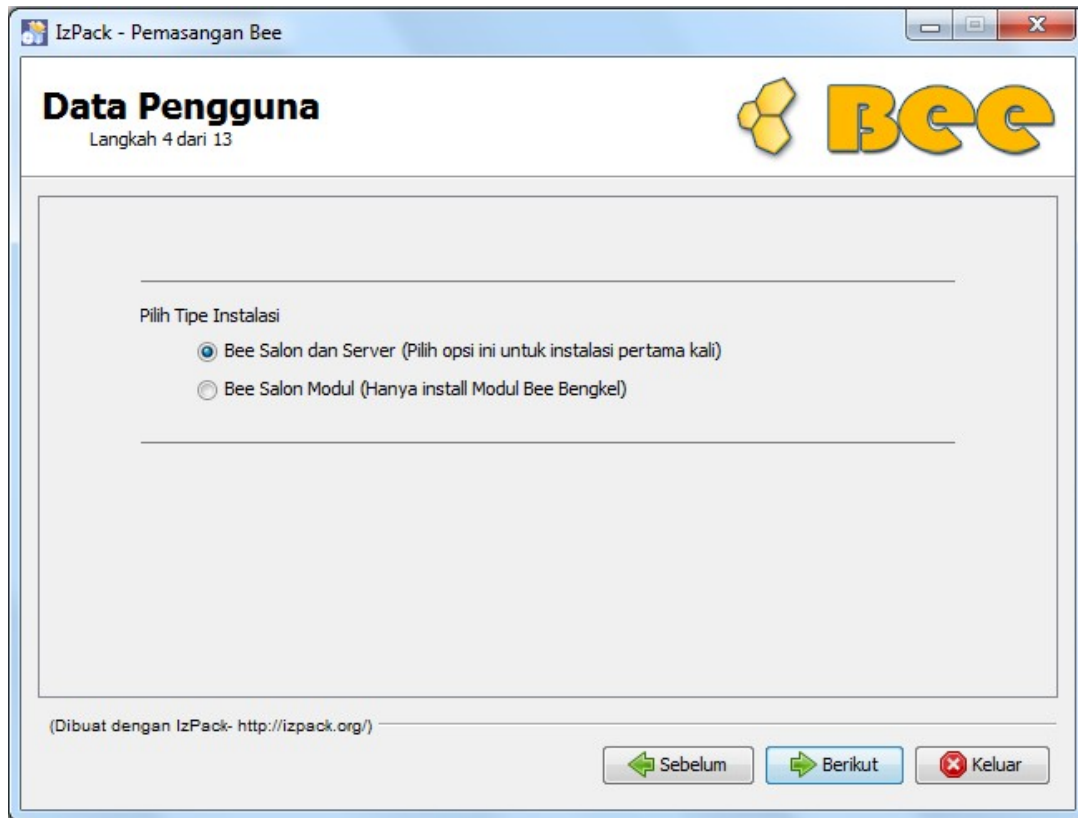 IzPack - Pemasangan Bee
Data Pengguna
Langkah 4 dari 13
Bee
Pilih Tipe Instalasi
Bee Salon dan Server (Pilih opsi ini untuk instalasi pertama kali)
Bee Salon Modul (Hanya install Modul Bee Bengkel)
(Dibuat dengan IzPack- http://izpack.org/)
Sebelum
Berikut
Keluar